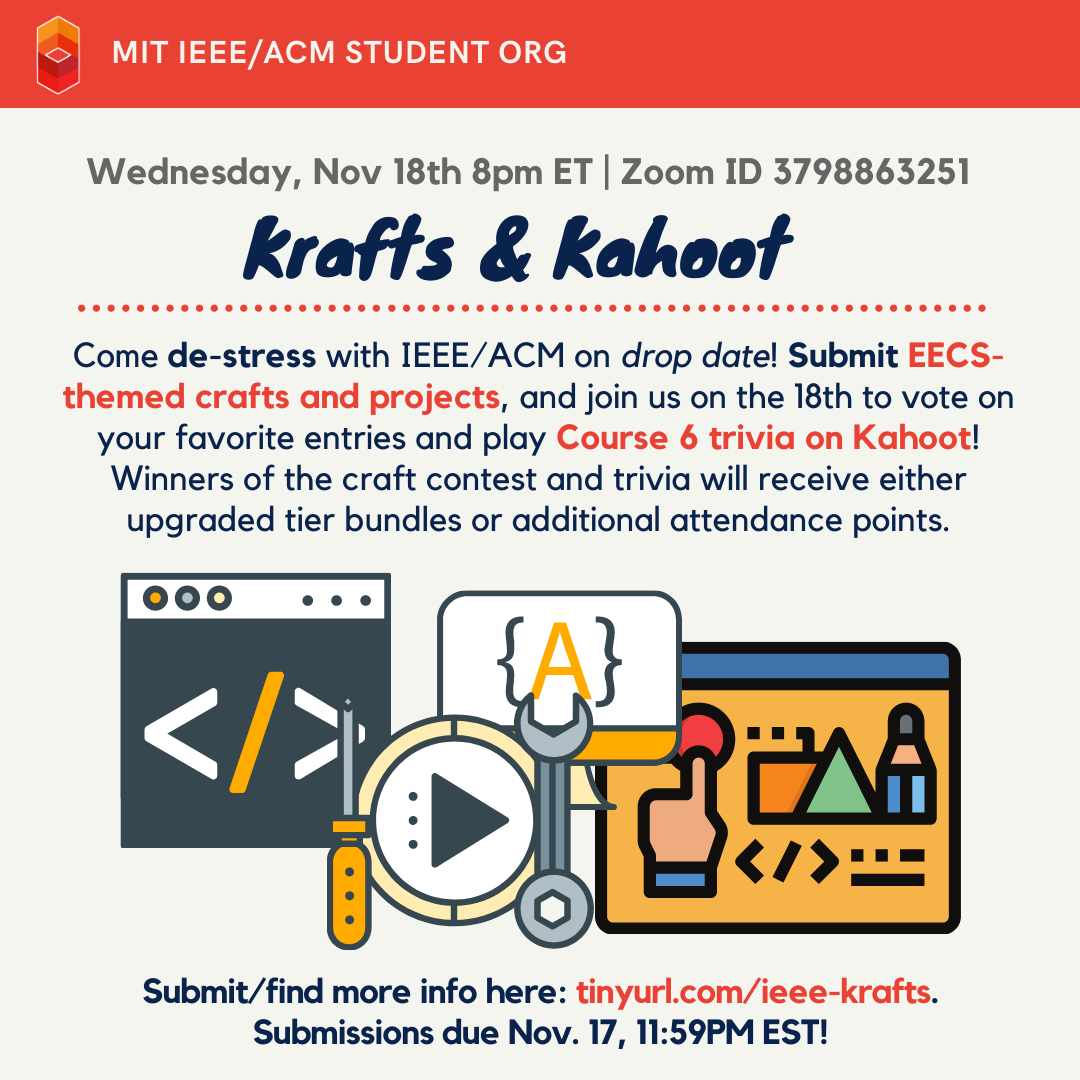 MIT IEEE/ACM STUDENT ORG
Wednesday, Nov 18th 8pm ET | Zoom ID 3798863251
Krafts & Kahoot
Come de-stress with IEEE/ACM on drop date! Submit EECS-
themed crafts and projects, and join us on the 18th to vote on
your favorite entries and play Course 6 trivia on Kahoot!
Winners of the craft contest and trivia will receive either
upgraded tier bundles or additional attendance points.
</>
{A}
</>
Submit/find more info here: tinyurl.com/ieee-krafts.
Submissions due Nov. 17, 11:59PM EST!